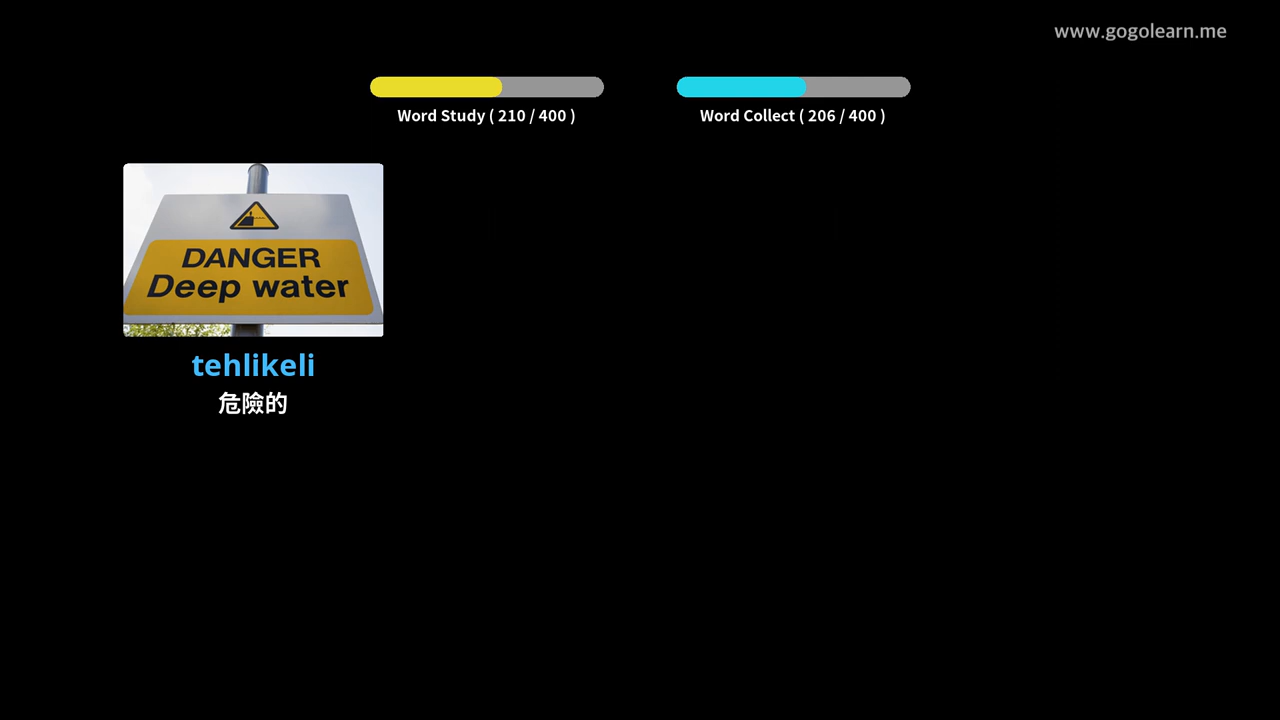 www.gogolearn.me
Word Study ( 210 / 400 )
Word Collect ( 206 / 400 )
DANGER
Deep water
tehlikeli
危險的